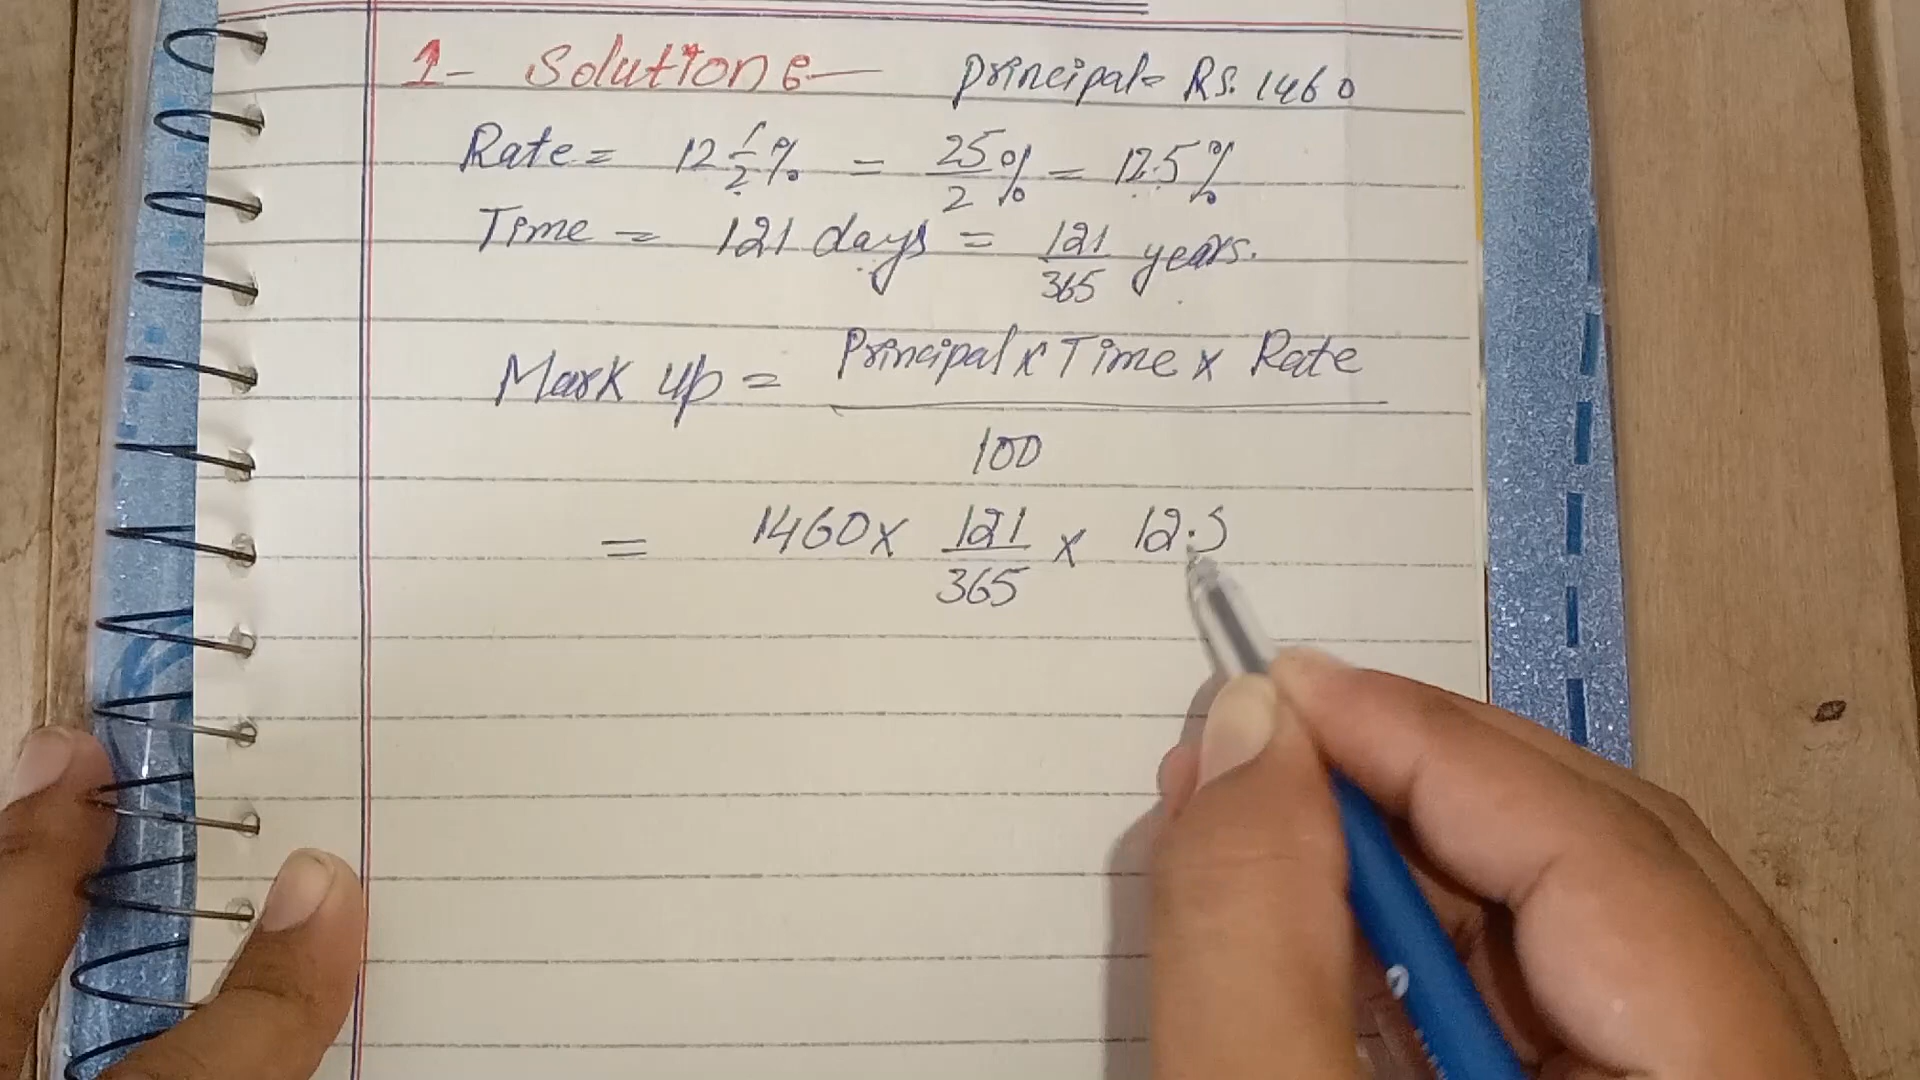 1- Solution:— Principal= RS. 1460
Rate = 12 1/2 % = 25/2 % = 12.5%
Time = 121 days = 121/365 years.
Mark up = Principal x Time x Rate
100
= 1460 x 121/365 x 12.5